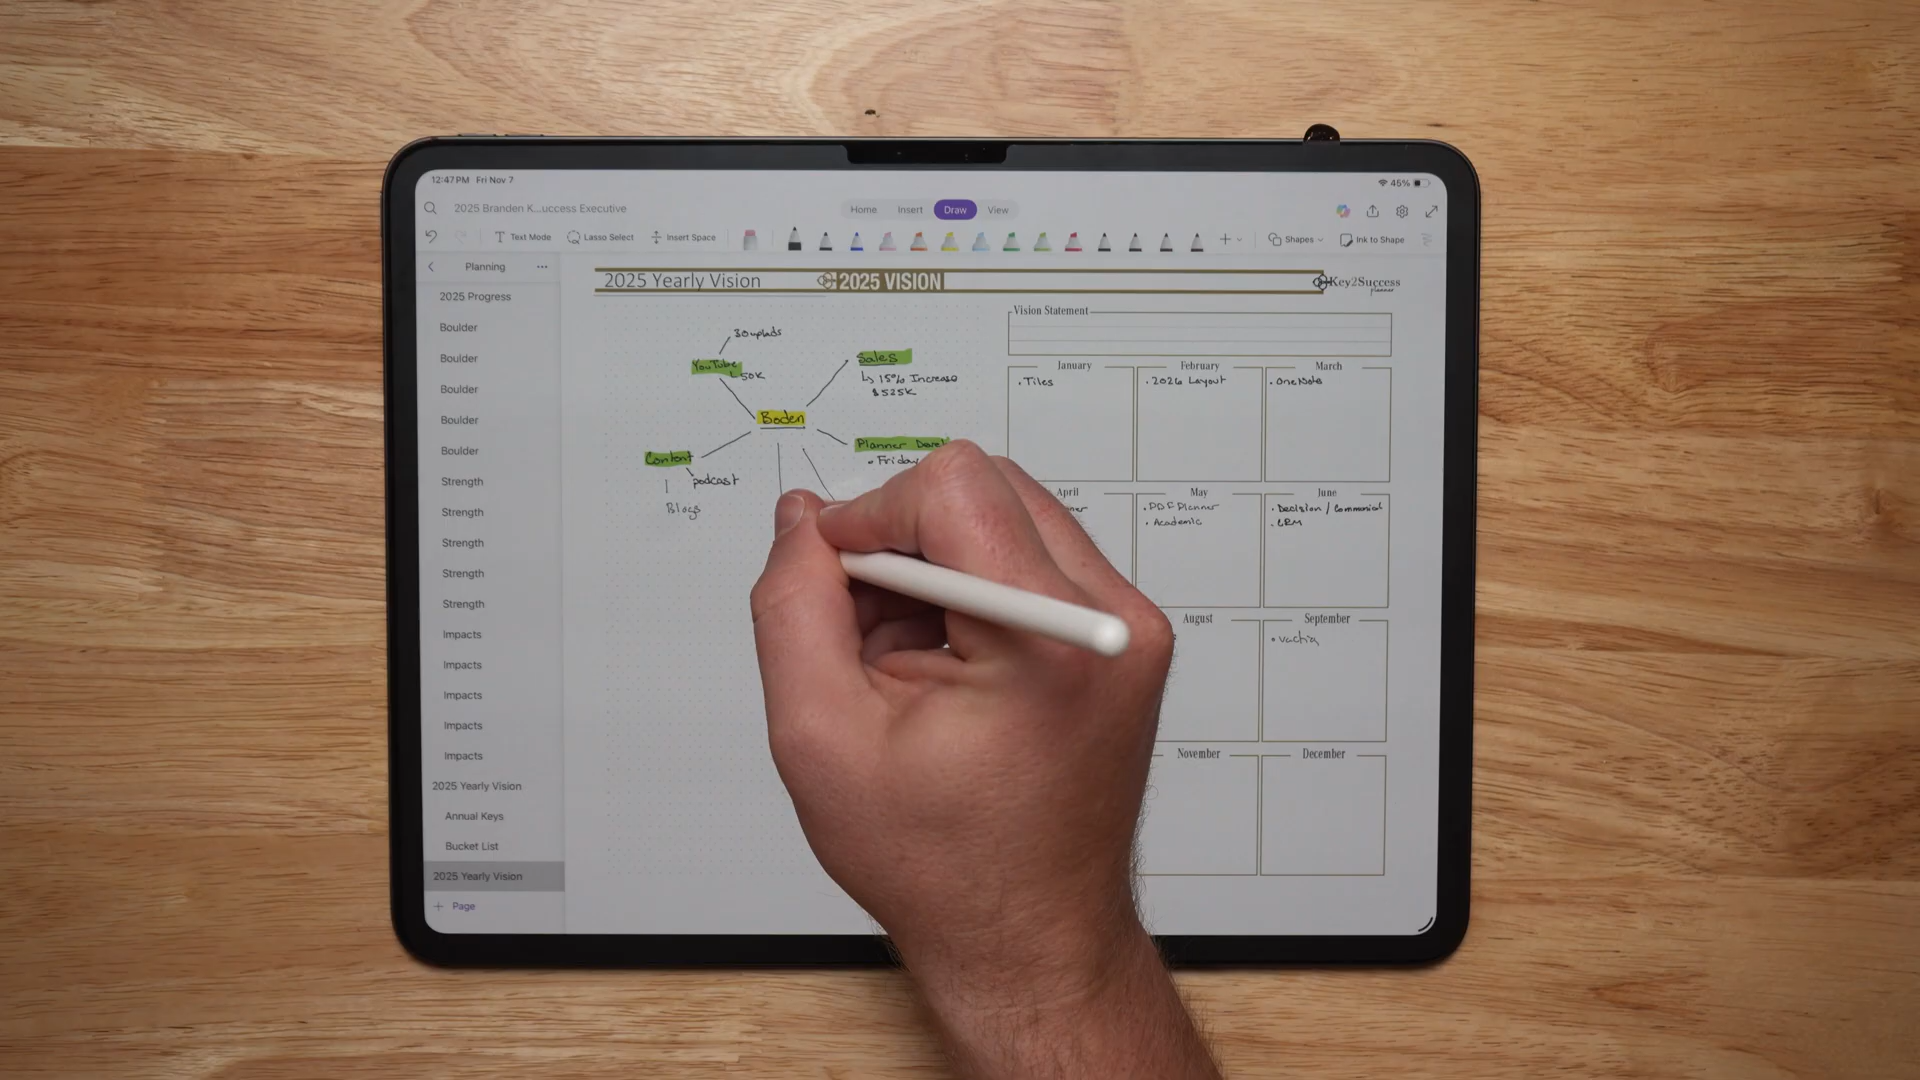 12:47 PM Fri Nov 7
45%
2025 Branden K...uccess Executive
Home Insert Draw View
Text Mode Lasso Select Insert Space
Shapes Ink to Shape
Planning
2025 Progress
Boulder
Boulder
Boulder
Boulder
Boulder
Strength
Strength
Strength
Strength
Strength
Impacts
Impacts
Impacts
Impacts
Impacts
2025 Yearly Vision
Annual Keys
Bucket List
2025 Yearly Vision
+ Page
2025 Yearly Vision
2025 VISION
Key2Success
planner
30 uploads
YouTube
50K
Sales
15% Increase
$525K
Boden
Planner Devel
• Friday
Content
podcast
Blogs
Vision Statement
January
• Tiles
February
• 2026 Layout
March
• OneNote
April
May
• PDF Planner
• Academic
June
• Decision / Commercial
• CRM
August
September
November
December